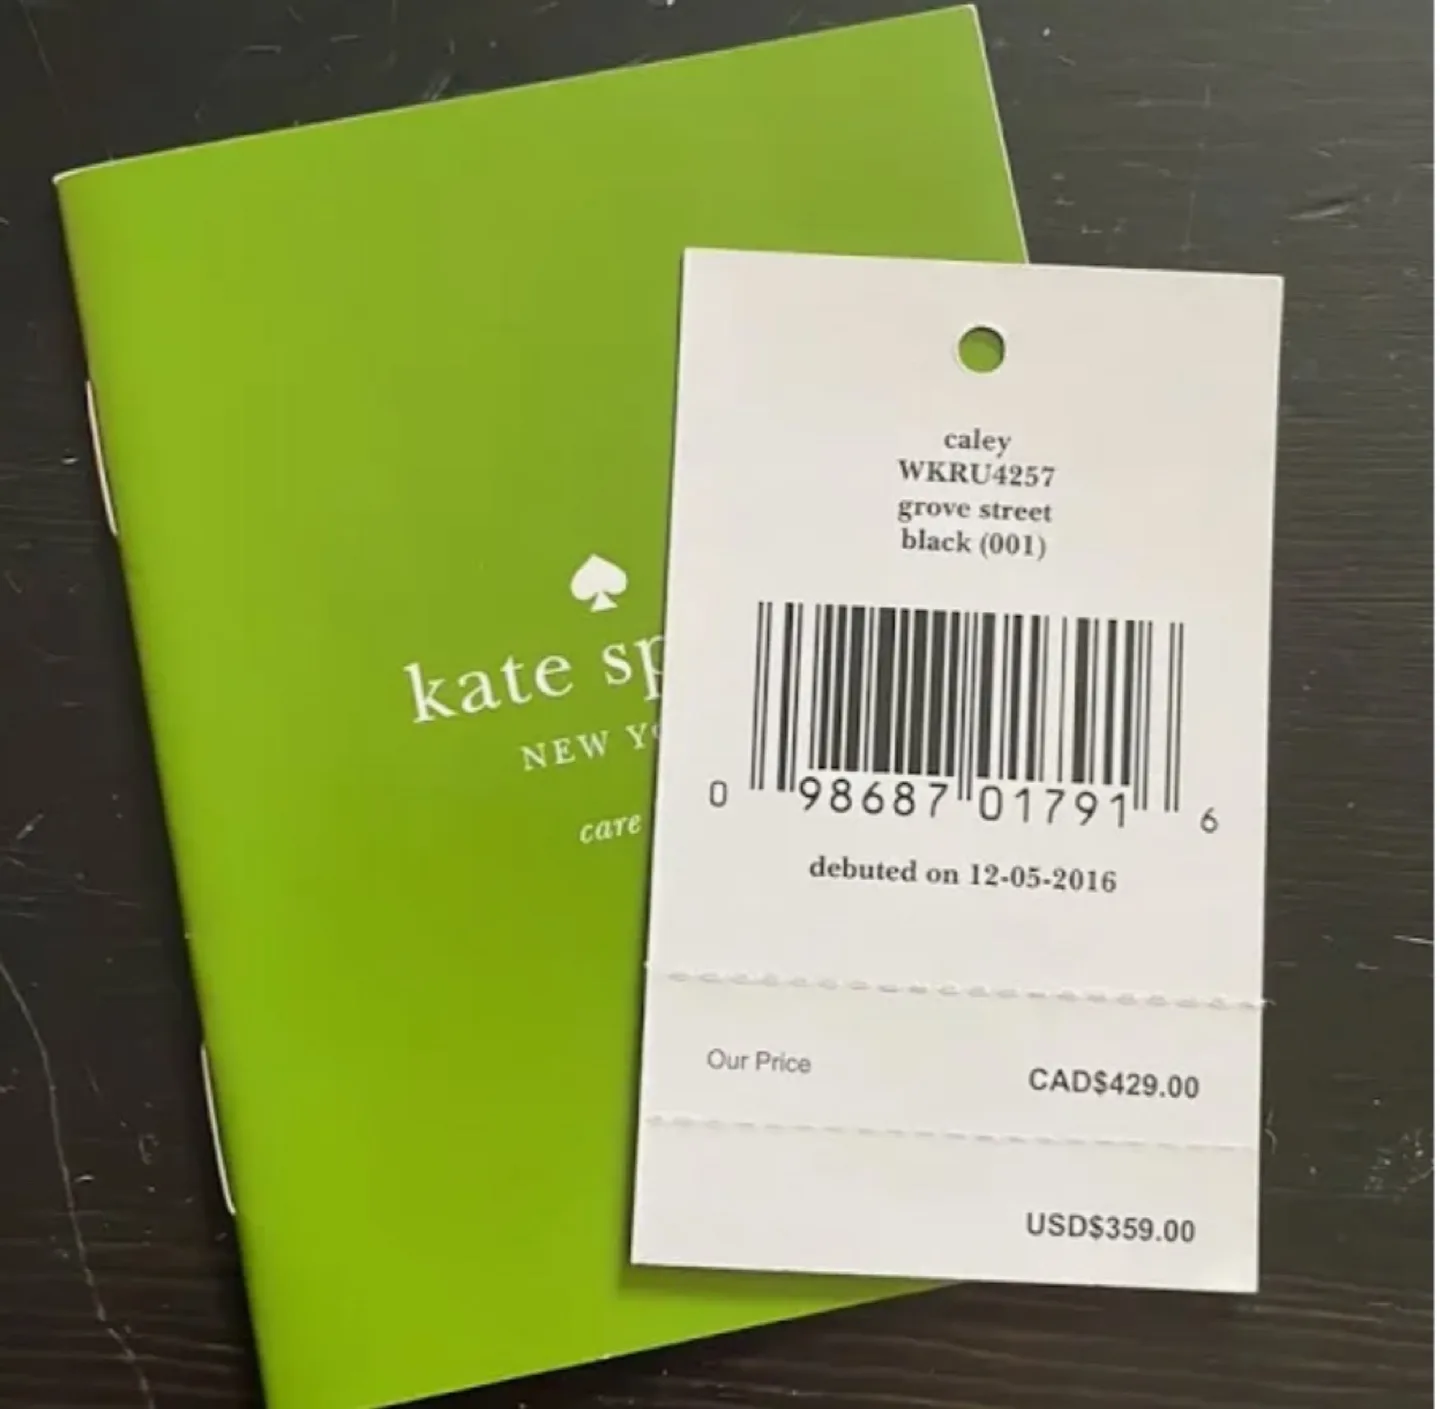 kate sp
NEW YO
care
caley
WKRU4257
grove street
black (001)
0 98687 01791 6
debuted on 12-05-2016
Our Price CAD$429.00
USD$359.00